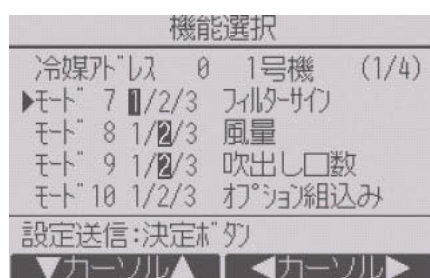 機能選択
冷媒ｱﾄﾞﾚｽ 0 1号機 (1/4)
▶ﾓｰﾄﾞ 7 1/2/3 ﾌｨﾙﾀｰｻｲﾝ
ﾓｰﾄﾞ 8 1/2/3 風量
ﾓｰﾄﾞ 9 1/2/3 吹出し口数
ﾓｰﾄﾞ10 1/2/3 ｵﾌﾟｼｮﾝ組込み
設定送信:決定ﾎﾞﾀﾝ
▼カーソル▲ ◀カーソル▶